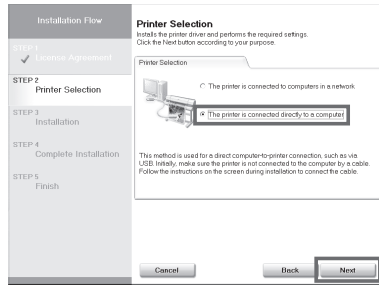 Installation Flow
STEP 1
License Agreement
STEP 2
Printer Selection
STEP 3
Installation
STEP 4
Complete Installation
STEP 5
Finish
Printer Selection
Installs the printer driver and performs the required settings.
Click the Next button according to your purpose.
Printer Selection
The printer is connected to computers in a network
The printer is connected directly to a computer
This method is used for a direct computer-to-printer connection, such as via
USB. Initially, make sure the printer is not connected to the computer by a cable.
Follow the instructions on the screen during installation to connect the cable.
Cancel
Back
Next